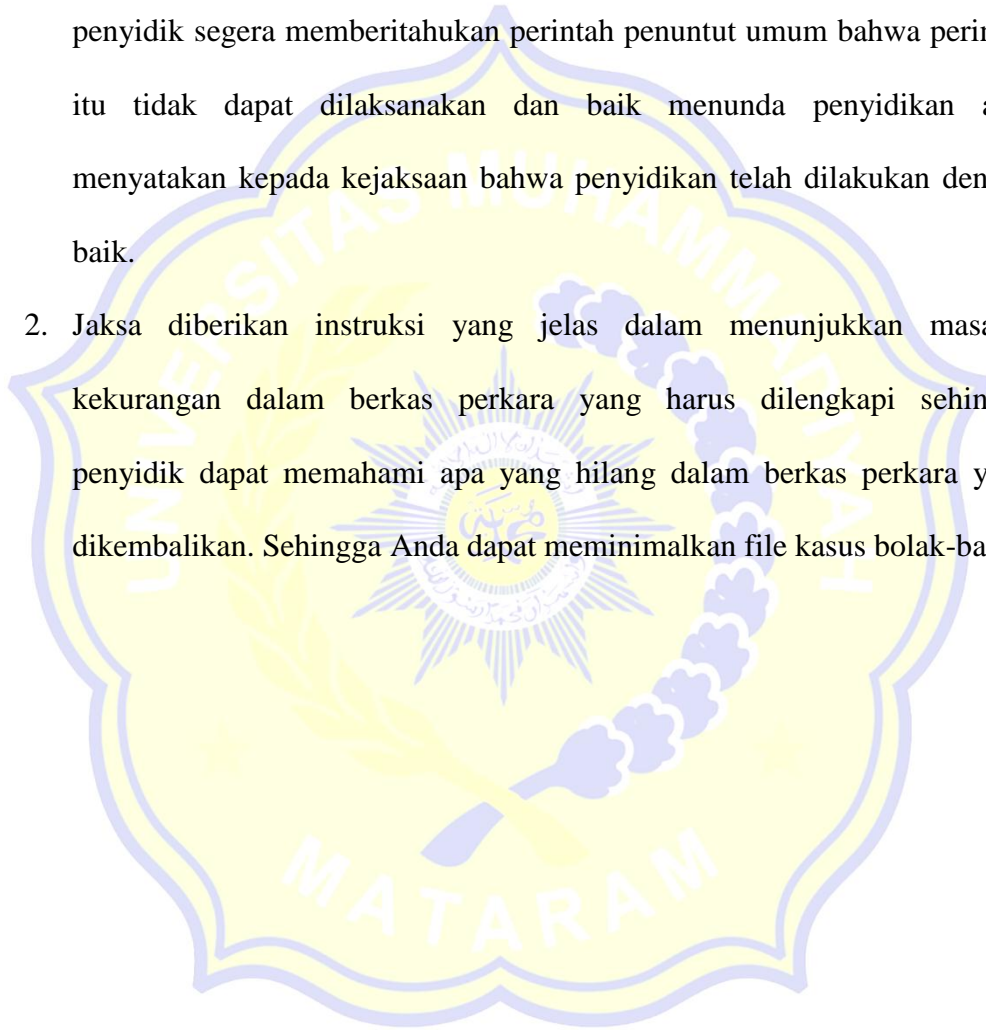 penyidik segera memberitahukan perintah penuntut umum bahwa perin
itu tidak dapat dilaksanakan dan baik menunda penyidikan a
menyatakan kepada kejaksaan bahwa penyidikan telah dilakukan den
baik.
2. Jaksa diberikan instruksi yang jelas dalam menunjukkan masa
kekurangan dalam berkas perkara yang harus dilengkapi sehin
penyidik dapat memahami apa yang hilang dalam berkas perkara y
dikembalikan. Sehingga Anda dapat meminimalkan file kasus bolak-ba
UNIVERSITAS MUHAMMADIYAH
MATARAM